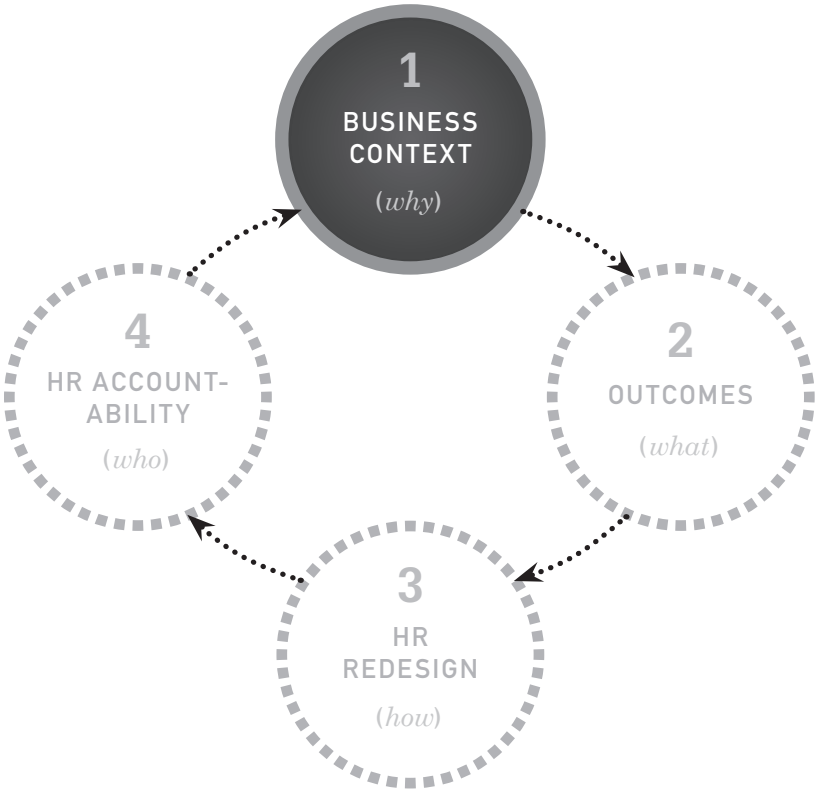 1
BUSINESS
CONTEXT
(why)
2
OUTCOMES
(what)
3
HR
REDESIGN
(how)
4
HR ACCOUNT-
ABILITY
(who)